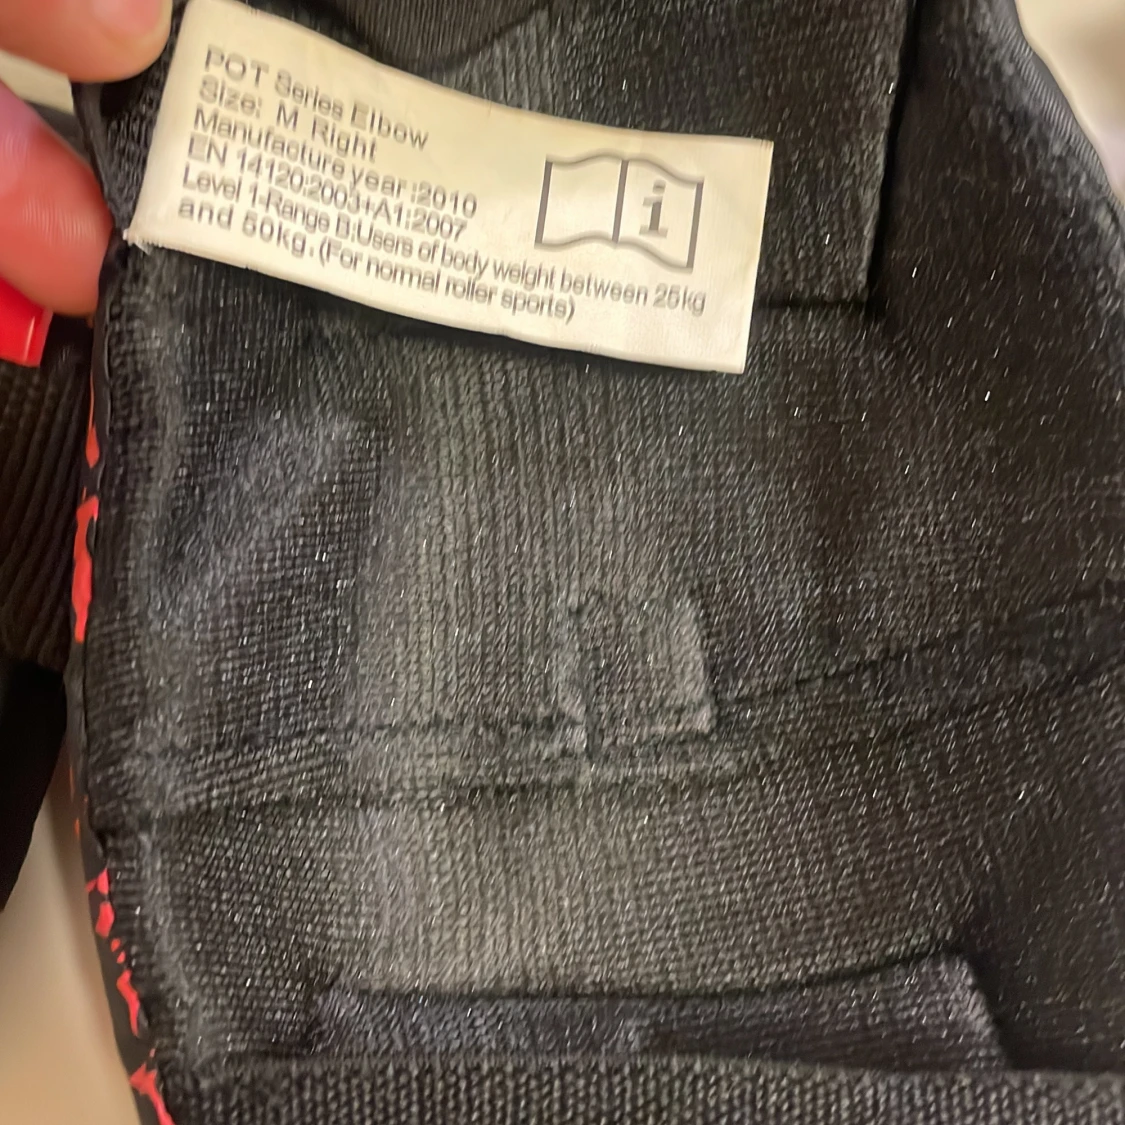 POT Series Elbow
Size: M Right
Manufacture year :2010
EN 14120:2003+A1:2007
Level 1-Range B:Users of body weight between 25kg
and 50kg.(For normal roller sports)
i